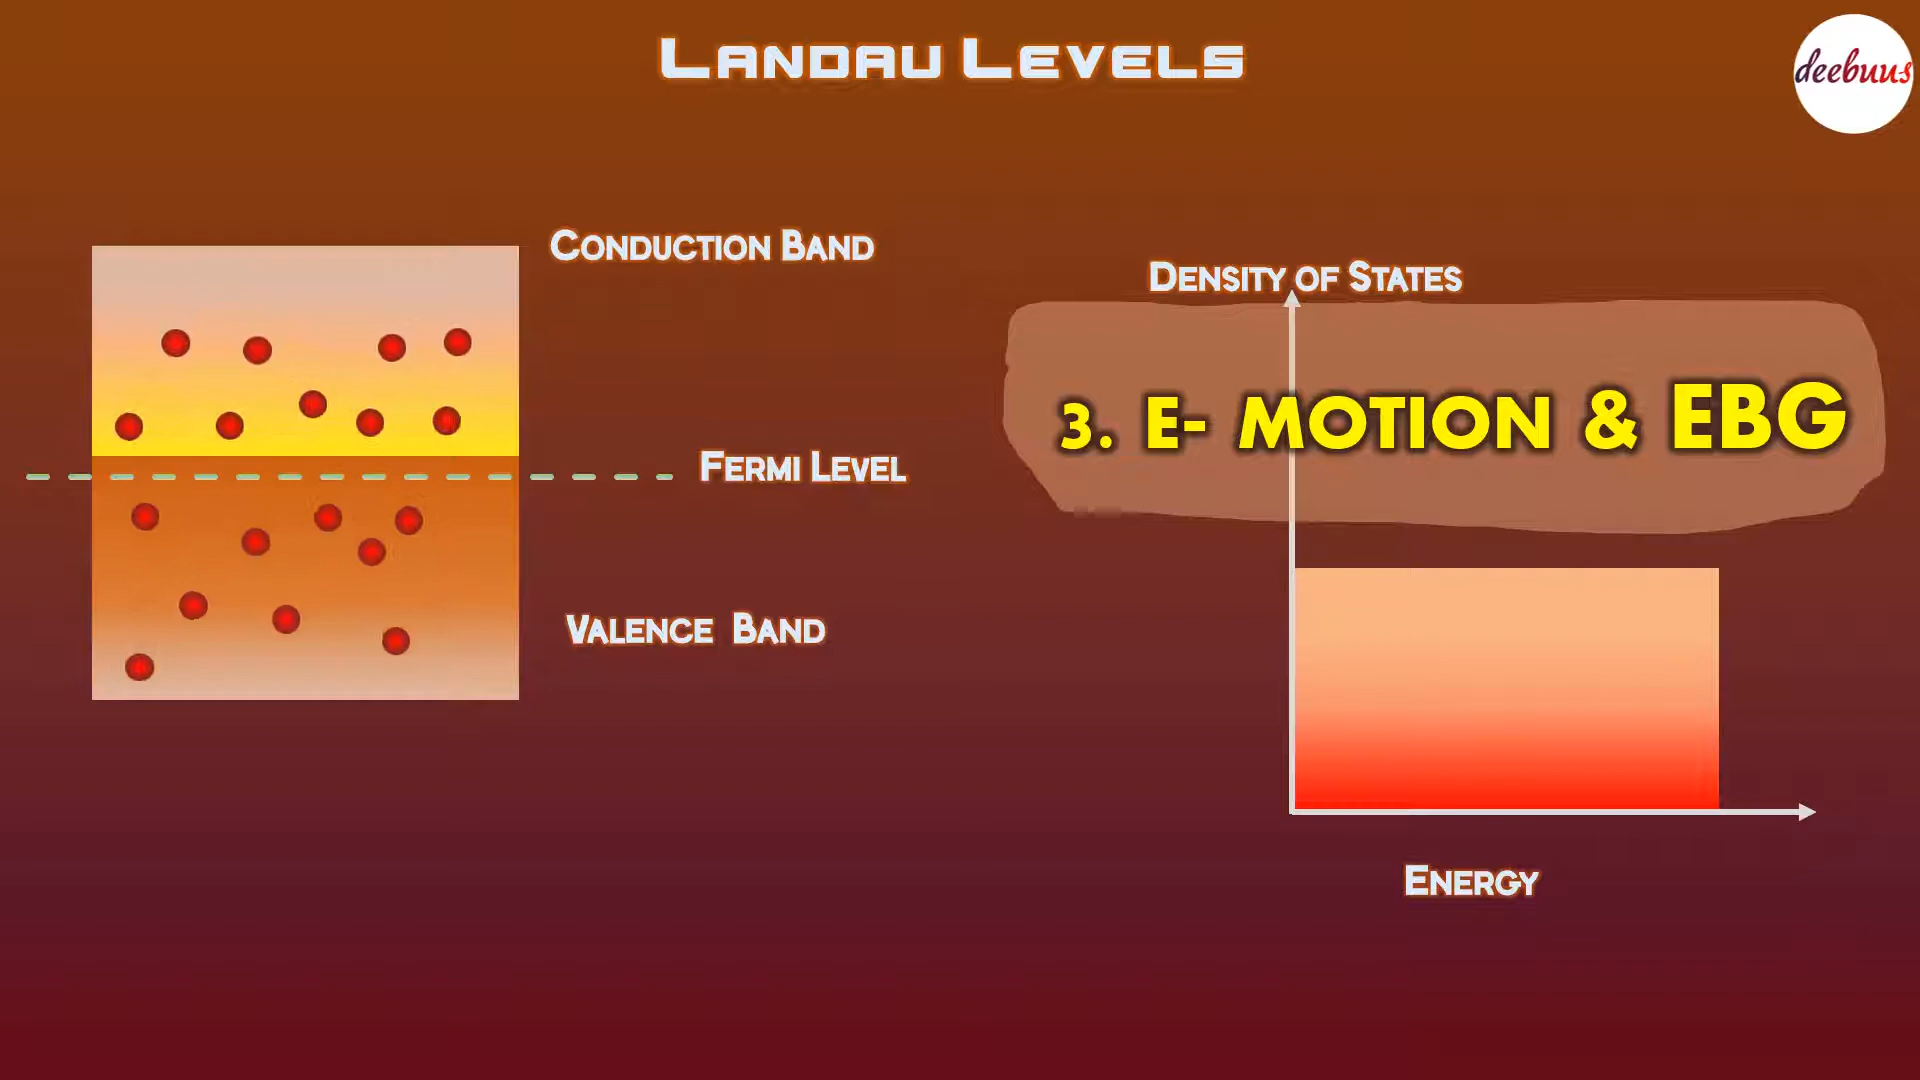 Landau Levels
deebuus
Conduction Band
Density of States
3. E- MOTION & EBG
Fermi Level
Valence Band
Energy